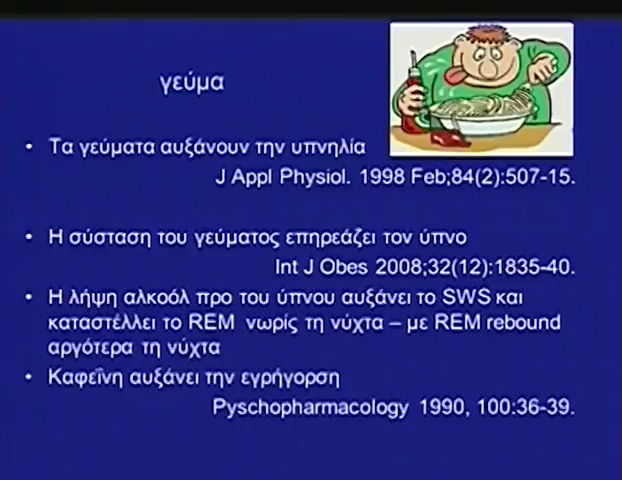 γεύμα
• Τα γεύματα αυξάνουν την υπνηλία
J Appl Physiol. 1998 Feb;84(2):507-15.
• Η σύσταση του γεύματος επηρεάζει τον ύπνο
Int J Obes 2008;32(12):1835-40.
• Η λήψη αλκοόλ προ του ύπνου αυξάνει το SWS και
καταστέλλει το REM νωρίς τη νύχτα – με REM rebound
αργότερα τη νύχτα
• Καφεΐνη αυξάνει την εγρήγορση
Pyschopharmacology 1990, 100:36-39.